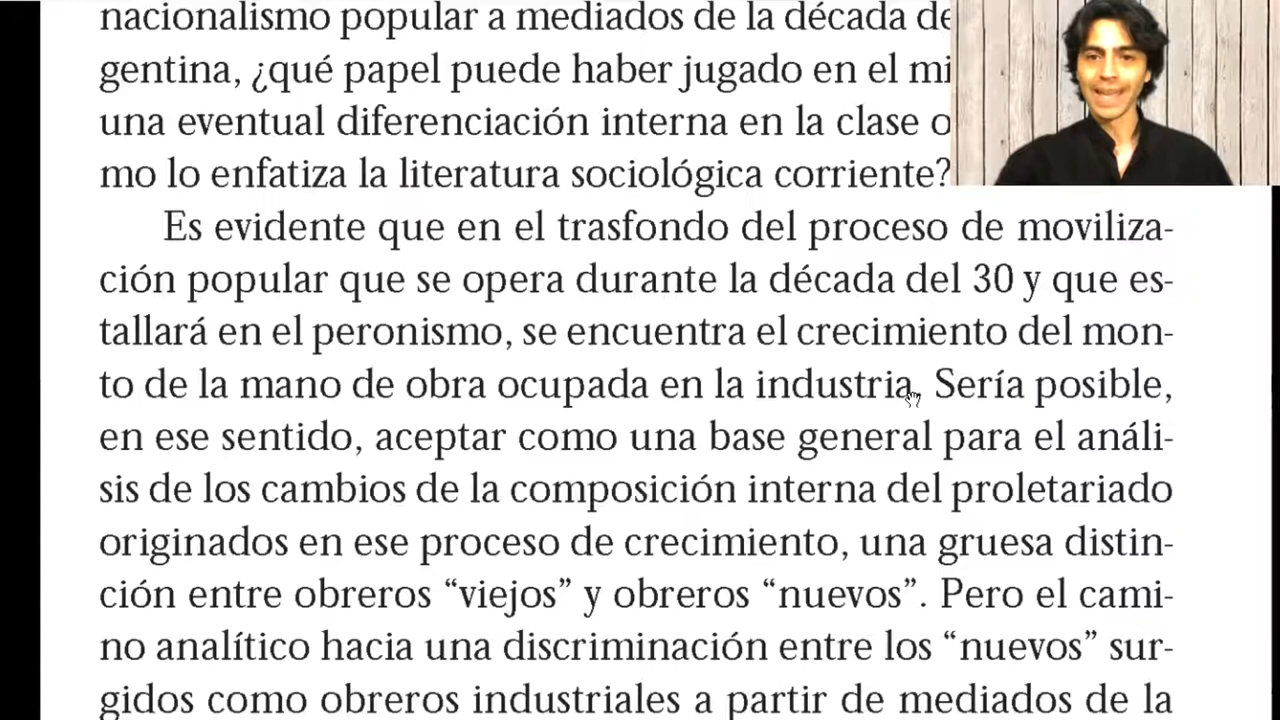 nacionalismo popular a mediados de la década de
gentina, ¿qué papel puede haber jugado en el mi
una eventual diferenciación interna en la clase o
mo lo enfatiza la literatura sociológica corriente?
Es evidente que en el trasfondo del proceso de moviliza-
ción popular que se opera durante la década del 30 y que es-
tallará en el peronismo, se encuentra el crecimiento del mon-
to de la mano de obra ocupada en la industria. Sería posible,
en ese sentido, aceptar como una base general para el análi-
sis de los cambios de la composición interna del proletariado
originados en ese proceso de crecimiento, una gruesa distin-
ción entre obreros “viejos” y obreros “nuevos”. Pero el cami-
no analítico hacia una discriminación entre los “nuevos” sur-
gidos como obreros industriales a partir de mediados de la